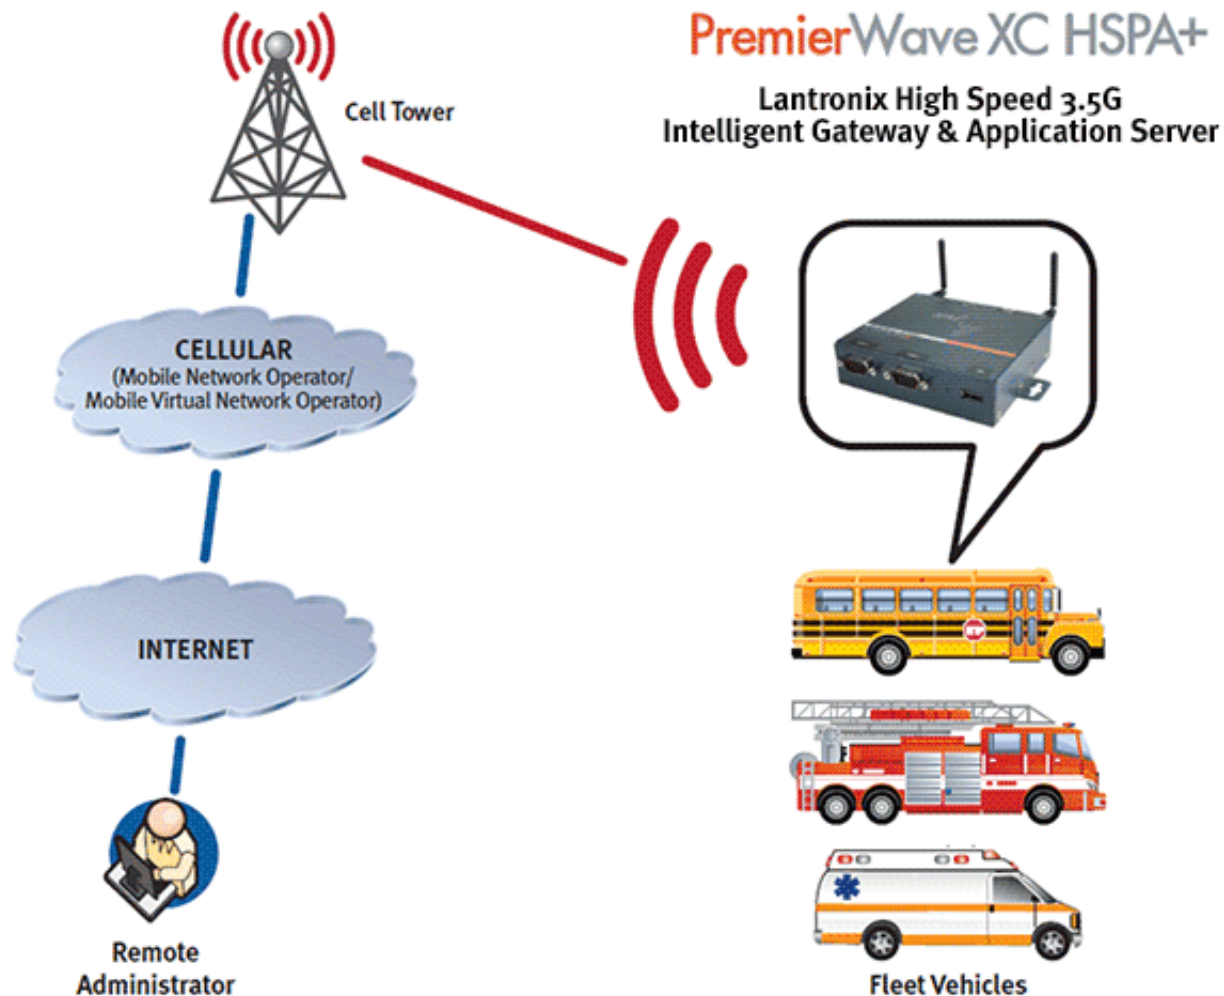 PremierWave XC HSPA+
Lantronix High Speed 3.5G
Intelligent Gateway & Application Server
Cell Tower
CELLULAR
(Mobile Network Operator/
Mobile Virtual Network Operator)
INTERNET
Remote
Administrator
Fleet Vehicles